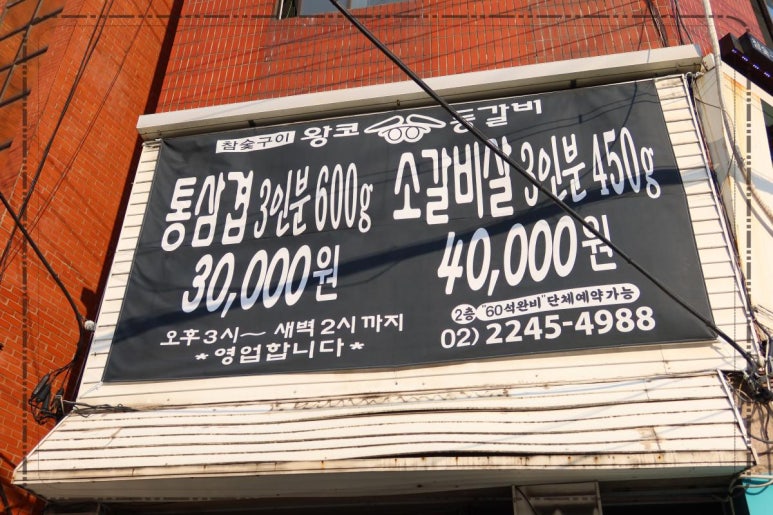 참숯구이 왕코 등갈비
통삼겹 3인분 600g 소갈비살 3인분 450g
30,000원 40,000원
2층 "60석완비" 단체예약가능
오후 3시~ 새벽 2시까지 02) 2245-4988
*영업합니다*